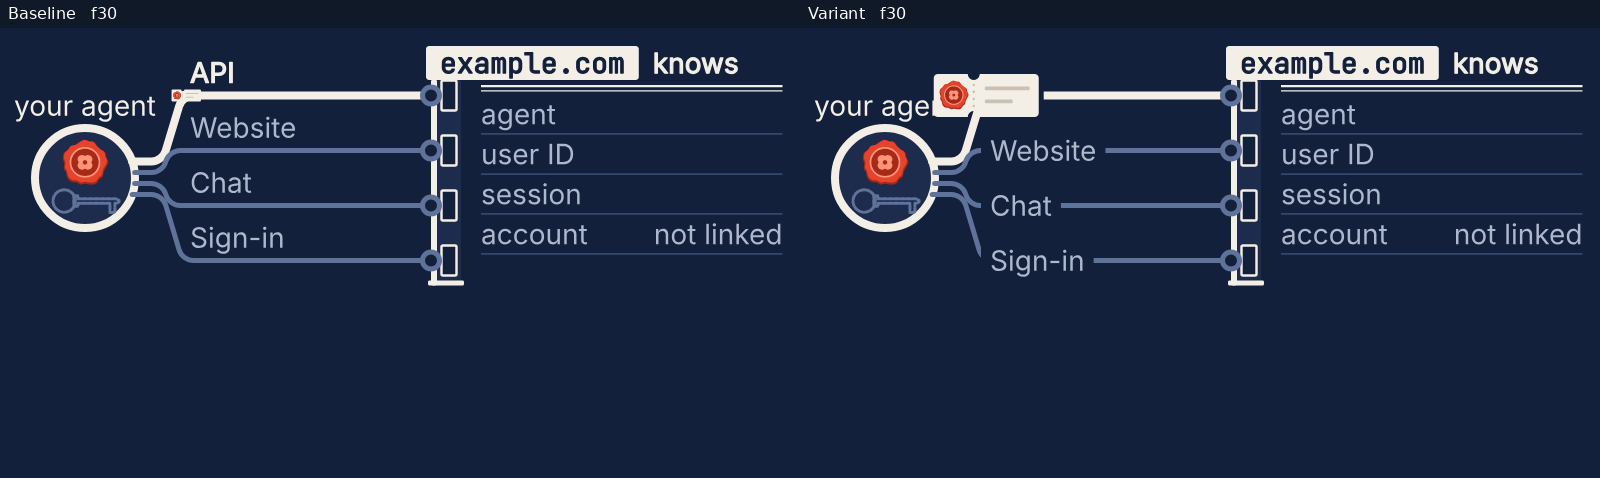 Baseline f30
API
your agent
Website
Chat
Sign-in
example.com knows
agent
user ID
session
account not linked
Variant f30
your
Website
Chat
Sign-in
example.com knows
agent
user ID
session
account not linked